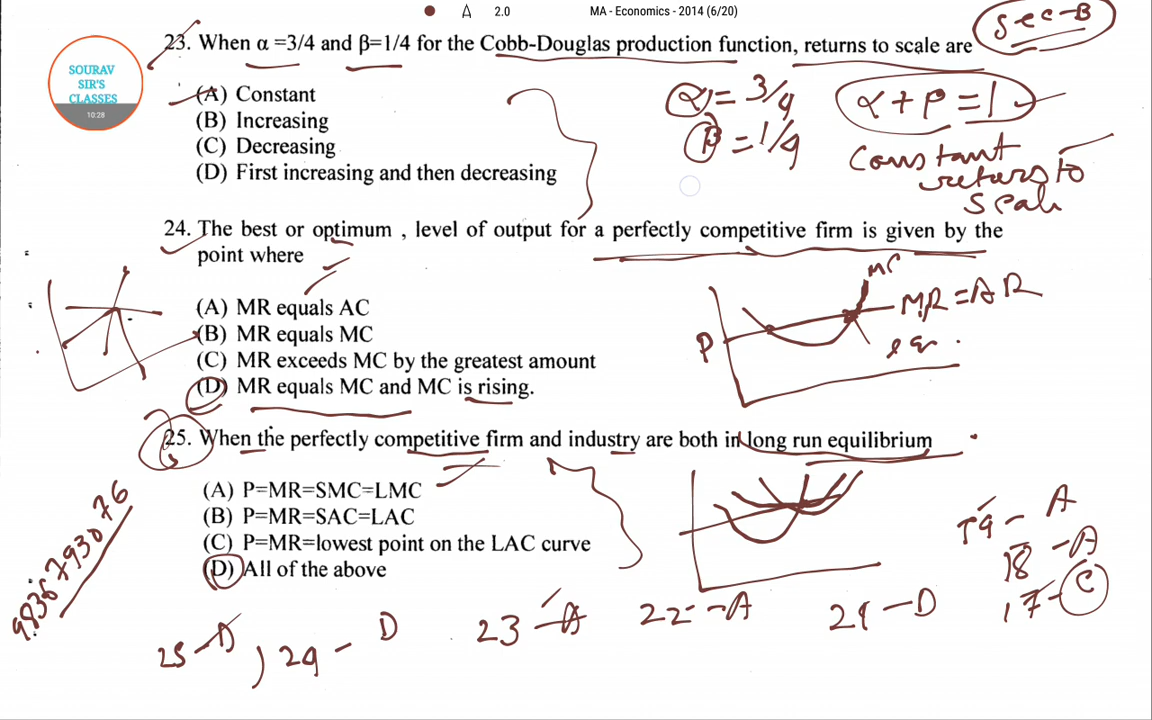 A 2.0 MA - Economics - 2014 (6/20)
Sec-B
SOURAV
SIR'S
CLASSES
10:28
23. When α =3/4 and β=1/4 for the Cobb-Douglas production function, returns to scale are
(A) Constant
(B) Increasing
(C) Decreasing
(D) First increasing and then decreasing
α = 3/4
β = 1/4
α + β = 1
Constant
returns to
scale
24. The best or optimum , level of output for a perfectly competitive firm is given by the
point where
(A) MR equals AC
(B) MR equals MC
(C) MR exceeds MC by the greatest amount
(D) MR equals MC and MC is rising.
MC
MR = AR
P
25. When the perfectly competitive firm and industry are both in long run equilibrium
(A) P=MR=SMC=LMC
(B) P=MR=SAC=LAC
(C) P=MR=lowest point on the LAC curve
(D) All of the above
9836793076
19 - A
18 - A
17 - C
25 - D, 24 - D 23 - A 22 - A 21 - D